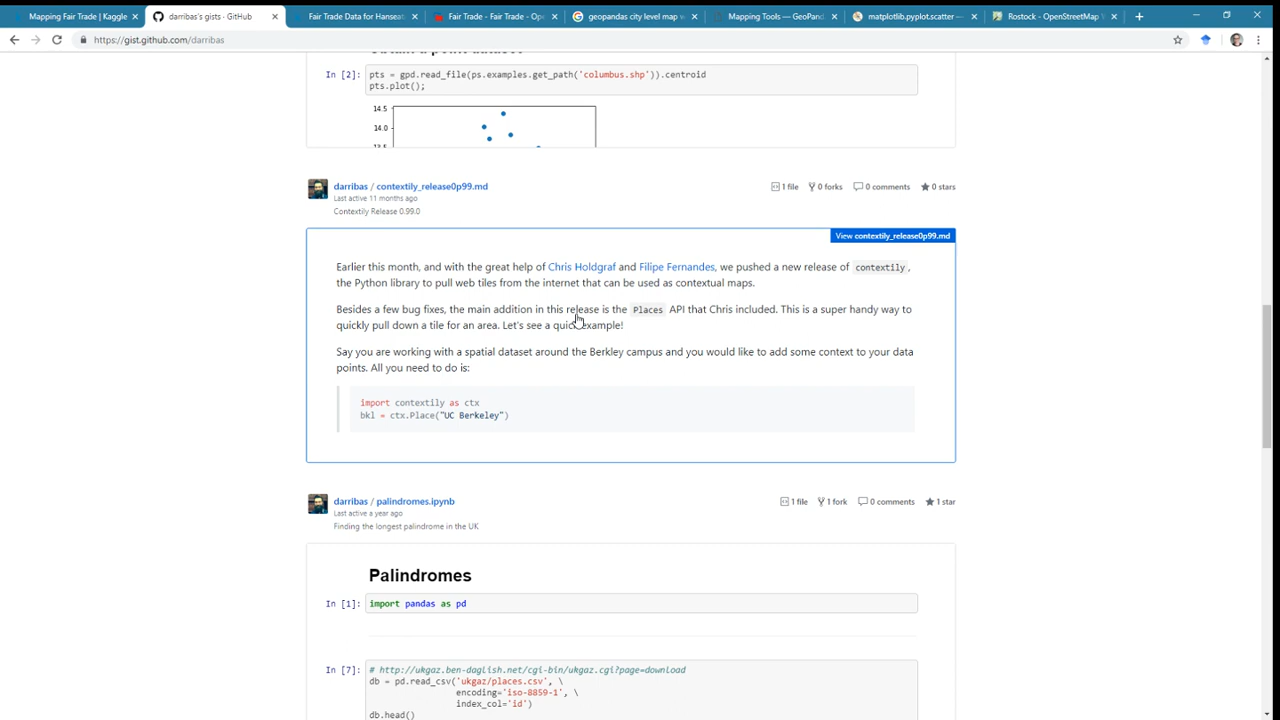 Mapping Fair Trade | Kaggle
darribas's gists · GitHub
Fair Trade Data for Hanseat
Fair Trade - Fair Trade - Ope
geopandas city level map w
Mapping Tools — GeoPand
matplotlib.pyplot.scatter —
Rostock - OpenStreetMap W
https://gist.github.com/darribas
In [2]: pts = gpd.read_file(ps.examples.get_path('columbus.shp')).centroid
pts.plot();
14.5
14.0
13.5
darribas / contextily_release0p99.md
1 file 0 forks 0 comments 0 stars
Last active 11 months ago
Contextily Release 0.99.0
View contextily_release0p99.md
Earlier this month, and with the great help of Chris Holdgraf and Filipe Fernandes, we pushed a new release of contextily,
the Python library to pull web tiles from the internet that can be used as contextual maps.
Besides a few bug fixes, the main addition in this release is the Places API that Chris included. This is a super handy way to
quickly pull down a tile for an area. Let's see a quick example!
Say you are working with a spatial dataset around the Berkley campus and you would like to add some context to your data
points. All you need to do is:
import contextily as ctx
bkl = ctx.Place("UC Berkeley")
darribas / palindromes.ipynb
1 file 1 fork 0 comments 1 star
Last active a year ago
Finding the longest palindrome in the UK
Palindromes
In [1]: import pandas as pd
In [7]: # http://ukgaz.ben-daglish.net/cgi-bin/ukgaz.cgi?page=download
db = pd.read_csv('ukgaz/places.csv', \
encoding='iso-8859-1', \
index_col='id')
db.head()